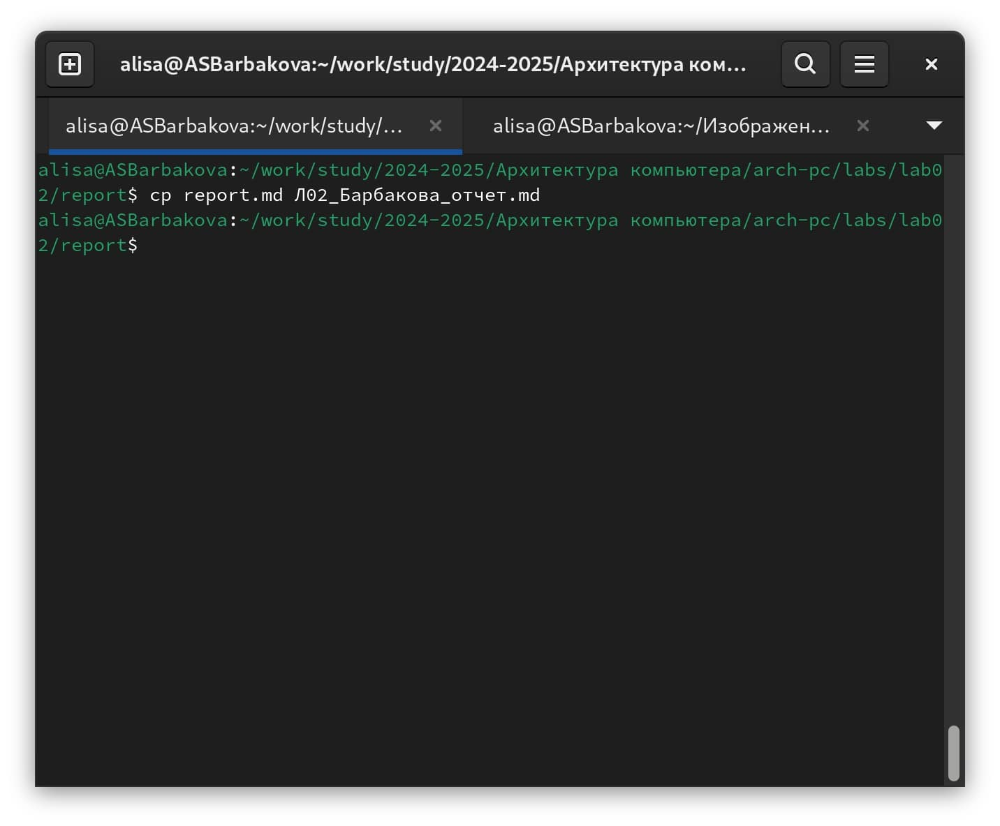 alisa@ASBarbakova:~/work/study/2024-2025/Архитектура ком...
alisa@ASBarbakova:~/work/study/...
alisa@ASBarbakova:~/Изображен...
alisa@ASBarbakova:~/work/study/2024-2025/Архитектура компьютера/arch-pc/labs/lab0
2/report$ cp report.md Л02_Барбакова_отчет.md
alisa@ASBarbakova:~/work/study/2024-2025/Архитектура компьютера/arch-pc/labs/lab0
2/report$